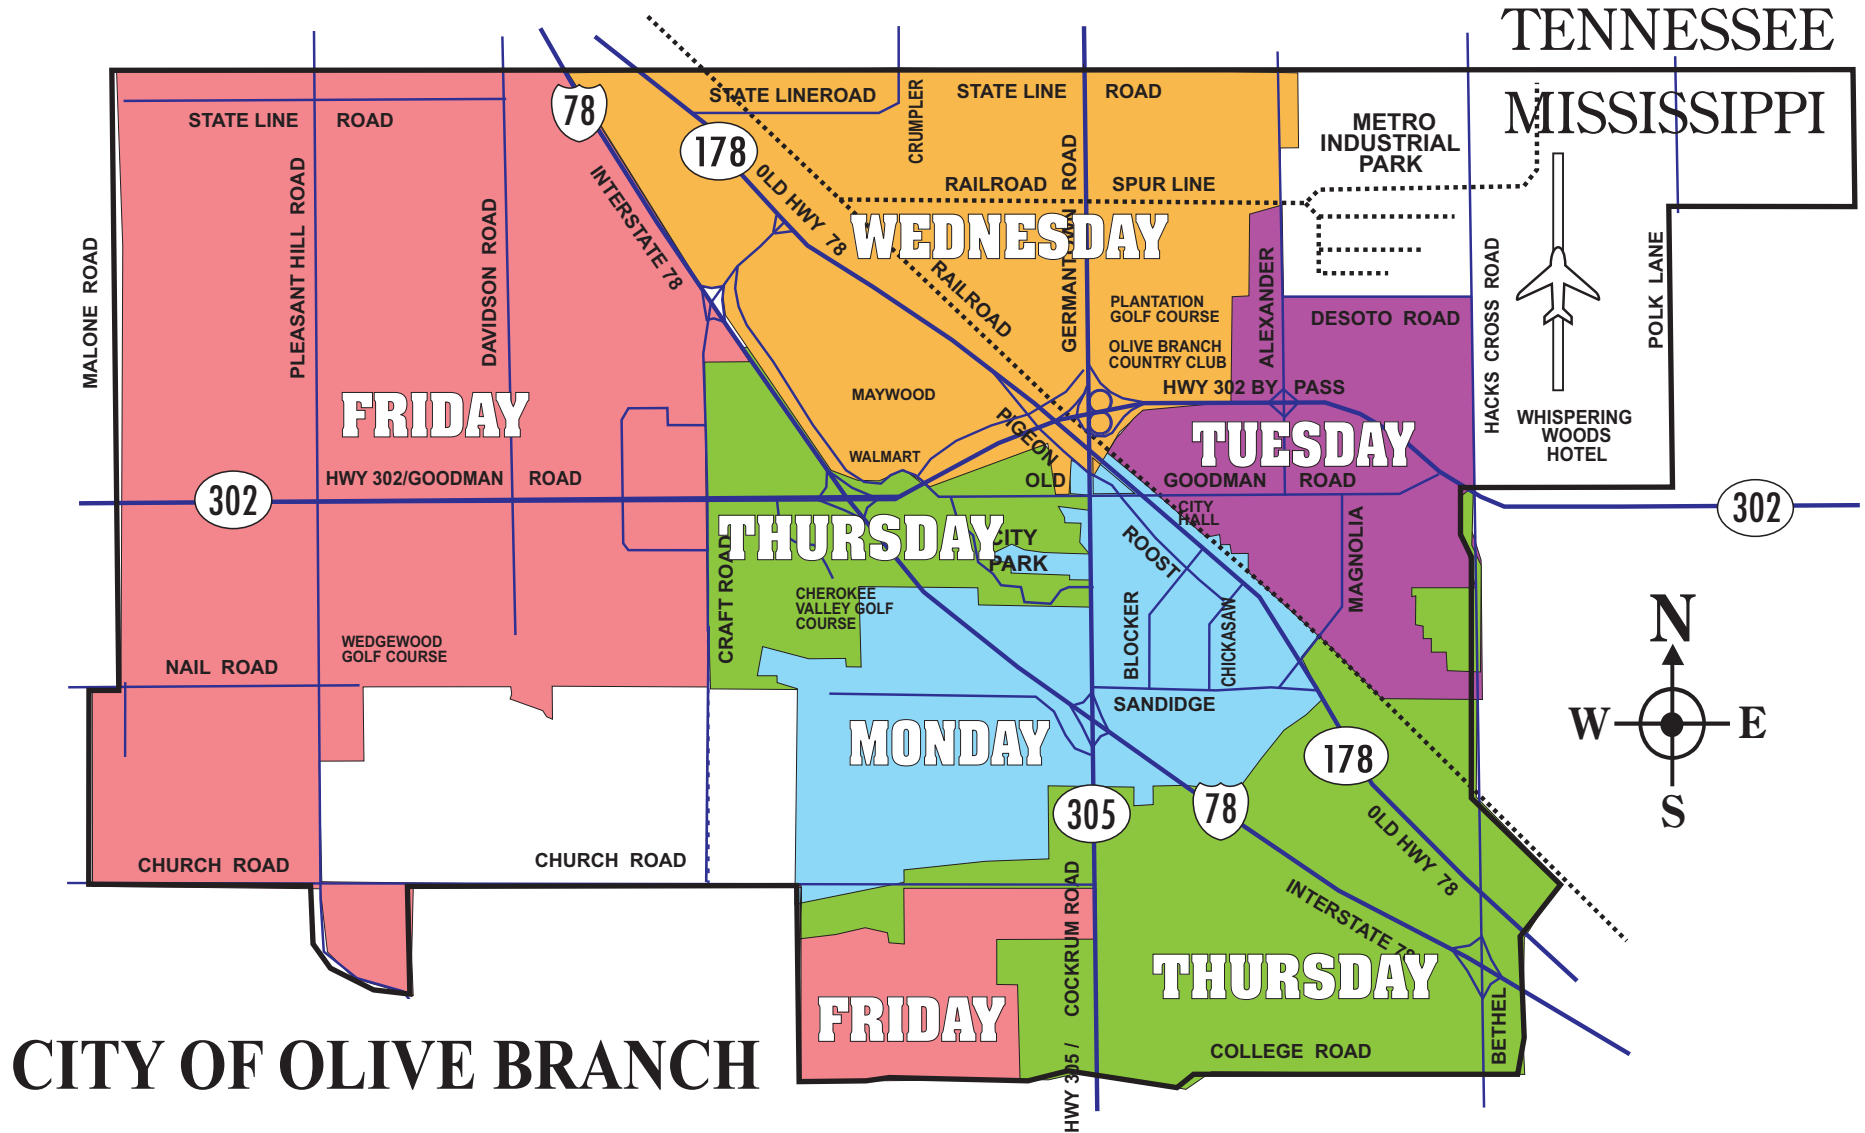 TENNESSEE
MISSISSIPPI
STATE LINE ROAD
STATE LINEROAD
STATE LINE ROAD
78
178
CRUMPLER
METRO
INDUSTRIAL
PARK
RAILROAD SPUR LINE
0LD HWY 78
INTERSTATE 78
WEDNESDAY
RAILROAD
GERMANTOWN ROAD
MALONE ROAD
PLEASANT HILL ROAD
DAVIDSON ROAD
ALEXANDER
PLANTATION
GOLF COURSE
OLIVE BRANCH
COUNTRY CLUB
DESOTO ROAD
HACKS CROSS ROAD
POLK LANE
HWY 302 BY PASS
MAYWOOD
FRIDAY
PIGEON
WALMART
TUESDAY
WHISPERING
WOODS
HOTEL
302
HWY 302/GOODMAN ROAD
OLD GOODMAN ROAD
302
THURSDAY
CITY
PARK
CITY
HALL
ROOST
MAGNOLIA
CRAFT ROAD
CHEROKEE
VALLEY GOLF
COURSE
BLOCKER
CHICKASAW
WEDGEWOOD
GOLF COURSE
NAIL ROAD
SANDIDGE
MONDAY
N
W E
S
178
305
78
0LD HWY 78
CHURCH ROAD
CHURCH ROAD
INTERSTATE 78
HWY 305 / COCKRUM ROAD
THURSDAY
FRIDAY
BETHEL
COLLEGE ROAD
CITY OF OLIVE BRANCH